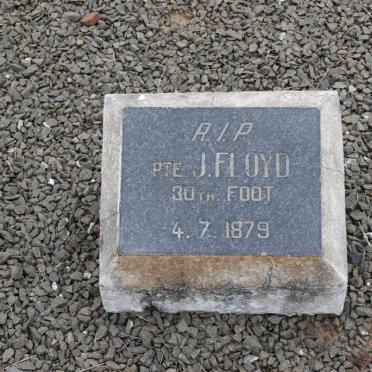 R.I.P.
PTE J. FLOYD
30TH. FOOT
4. 7. 1879